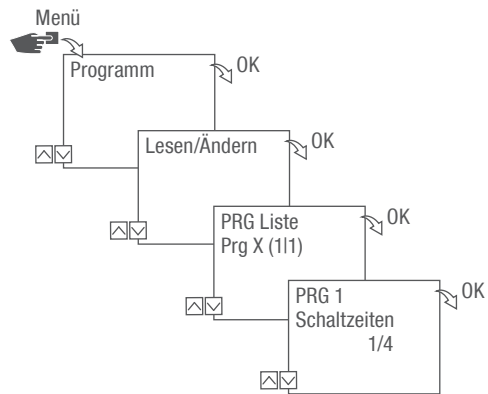 Menü
Programm
OK
Lesen/Ändern
OK
PRG Liste
Prg X (1|1)
OK
PRG 1
Schaltzeiten
1/4
OK